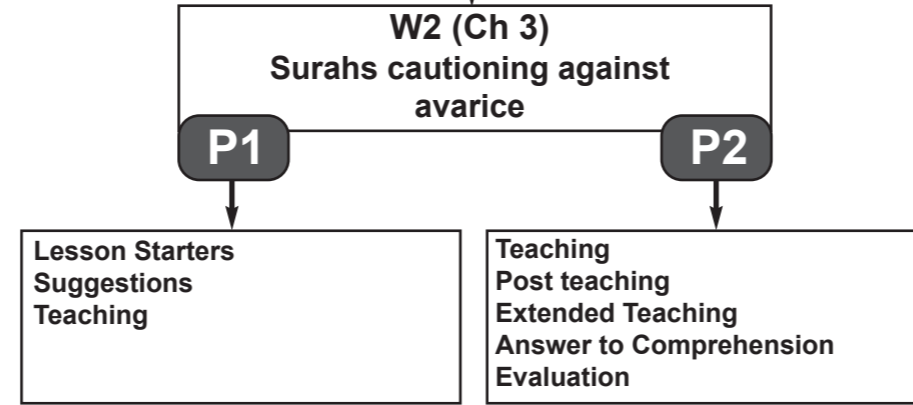 W2 (Ch 3)
Surahs cautioning against
avarice
P1
P2
Lesson Starters
Suggestions
Teaching
Teaching
Post teaching
Extended Teaching
Answer to Comprehension
Evaluation